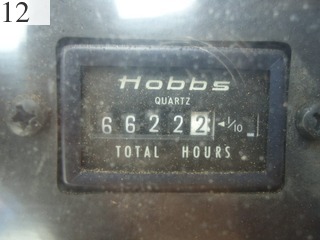 12
Hobbs
QUARTZ
66222 ◄1/10
TOTAL HOURS